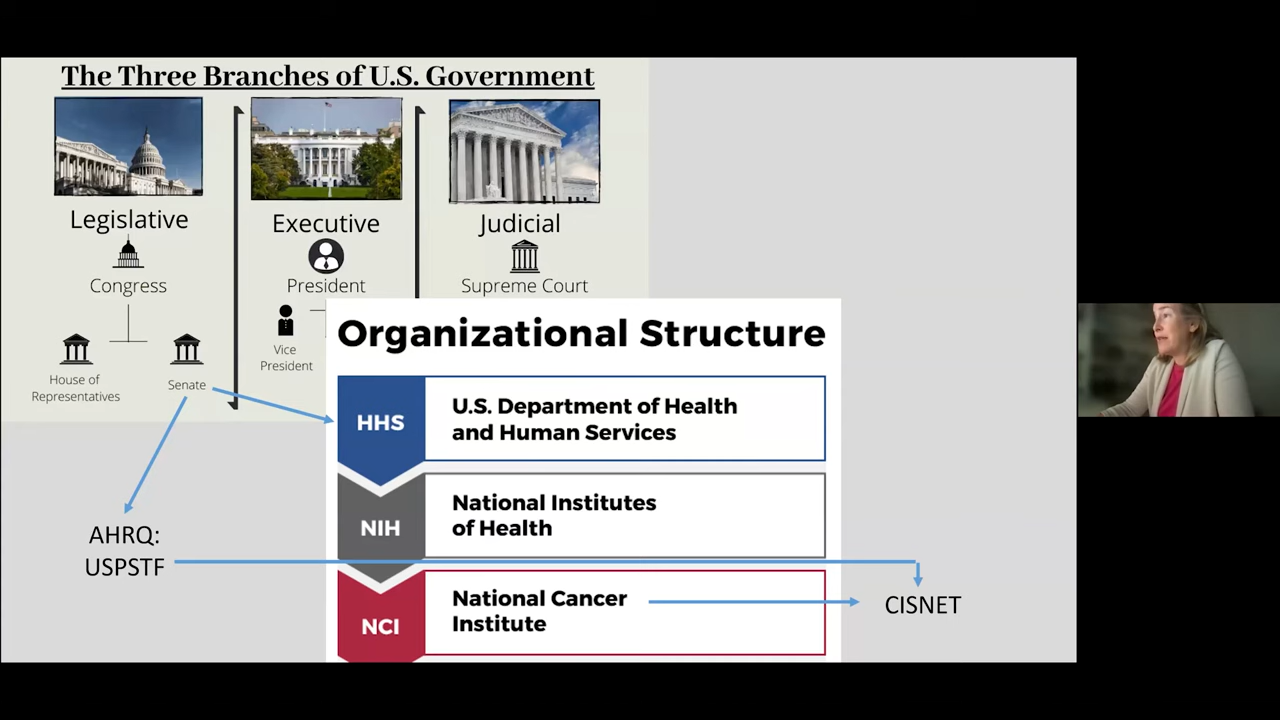 The Three Branches of U.S. Government
Legislative
Executive
Judicial
Congress
President
Supreme Court
House of
Representatives
Senate
Vice
President
Organizational Structure
HHS
U.S. Department of Health
and Human Services
NIH
National Institutes
of Health
NCI
National Cancer
Institute
AHRQ:
USPSTF
CISNET